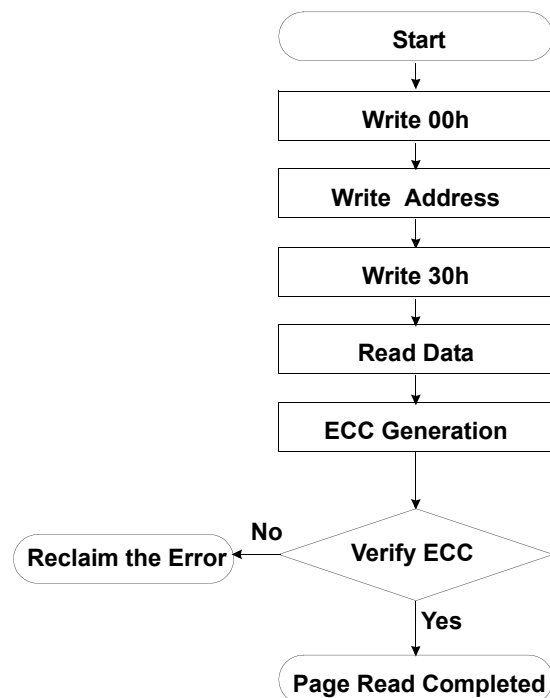 Start
Write 00h
Write Address
Write 30h
Read Data
ECC Generation
No
Reclaim the Error
Verify ECC
Yes
Page Read Completed